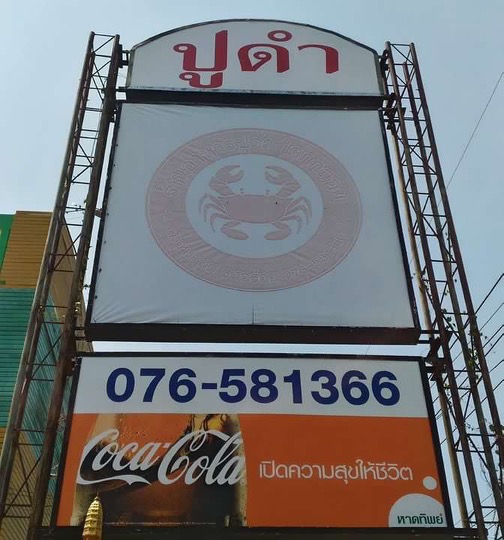 ปูดำ
076-581366
Coca-Cola
เปิดความสุขให้ชีวิต
หาดทิพย์